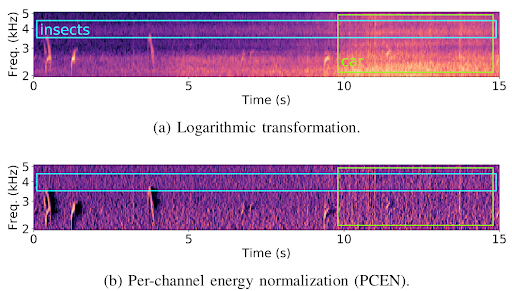 5
4
3
2
Freq. (kHz)
insects
car
0
5
10
15
Time (s)
(a) Logarithmic transformation.
5
4
3
2
Freq. (kHz)
0
5
10
15
Time (s)
(b) Per-channel energy normalization (PCEN).